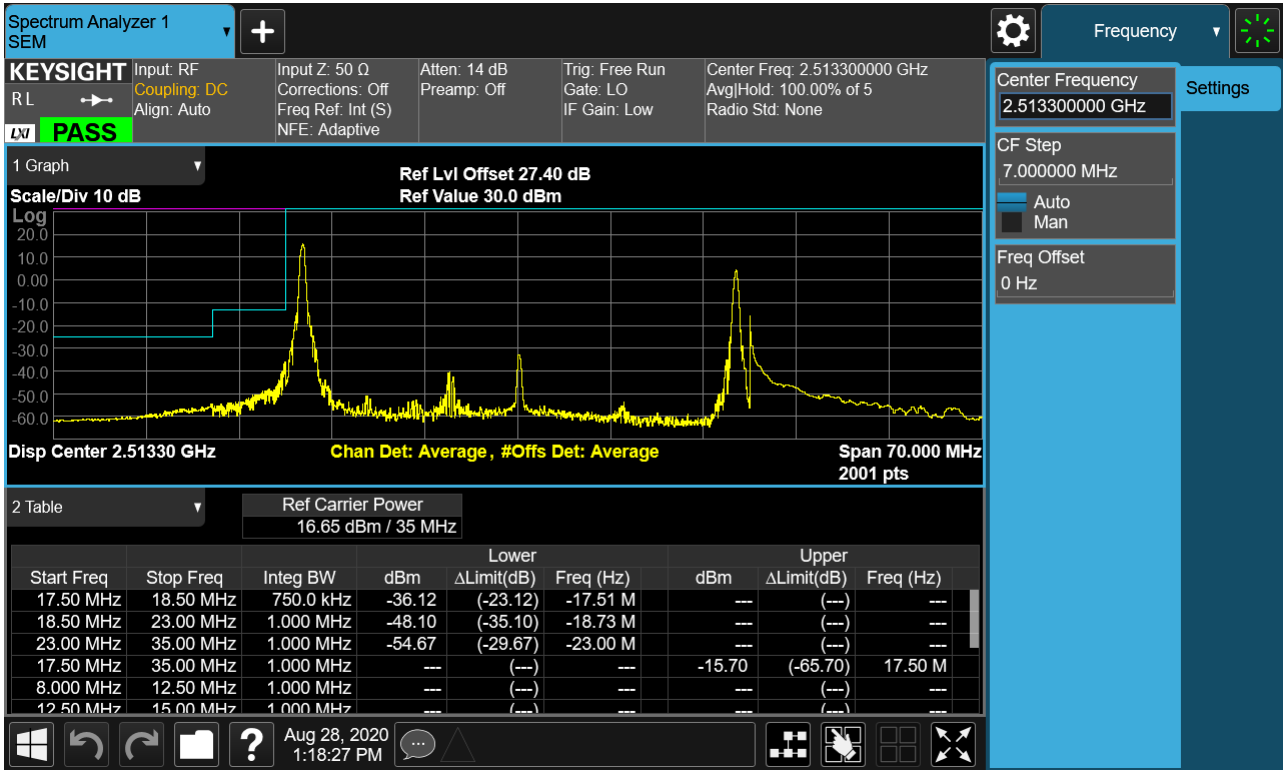 Spectrum Analyzer 1
SEM
+
Frequency
KEYSIGHT
R L
LXI
PASS
Input: RF
Coupling: DC
Align: Auto
Input Z: 50 Ω
Corrections: Off
Freq Ref: Int (S)
NFE: Adaptive
Atten: 14 dB
Preamp: Off
Trig: Free Run
Gate: LO
IF Gain: Low
Center Freq: 2.513300000 GHz
Avg|Hold: 100.00% of 5
Radio Std: None
Center Frequency
2.513300000 GHz
Settings
CF Step
7.000000 MHz
Auto
Man
Freq Offset
0 Hz
1 Graph
Scale/Div 10 dB
Ref Lvl Offset 27.40 dB
Ref Value 30.0 dBm
Log
20.0
10.0
0.00
-10.0
-20.0
-30.0
-40.0
-50.0
-60.0
Disp Center 2.51330 GHz
Chan Det: Average , #Offs Det: Average
Span 70.000 MHz
2001 pts
2 Table
Ref Carrier Power
16.65 dBm / 35 MHz
Lower Upper
Start Freq Stop Freq Integ BW dBm ΔLimit(dB) Freq (Hz) dBm ΔLimit(dB) Freq (Hz)
17.50 MHz 18.50 MHz 750.0 kHz -36.12 (-23.12) -17.51 M --- (---) ---
18.50 MHz 23.00 MHz 1.000 MHz -48.10 (-35.10) -18.73 M --- (---) ---
23.00 MHz 35.00 MHz 1.000 MHz -54.67 (-29.67) -23.00 M --- (---) ---
17.50 MHz 35.00 MHz 1.000 MHz --- (---) --- -15.70 (-65.70) 17.50 M
8.000 MHz 12.50 MHz 1.000 MHz --- (---) --- --- (---) ---
12.50 MHz 15.00 MHz 1.000 MHz --- (---) --- --- (---) ---
?
Aug 28, 2020
1:18:27 PM